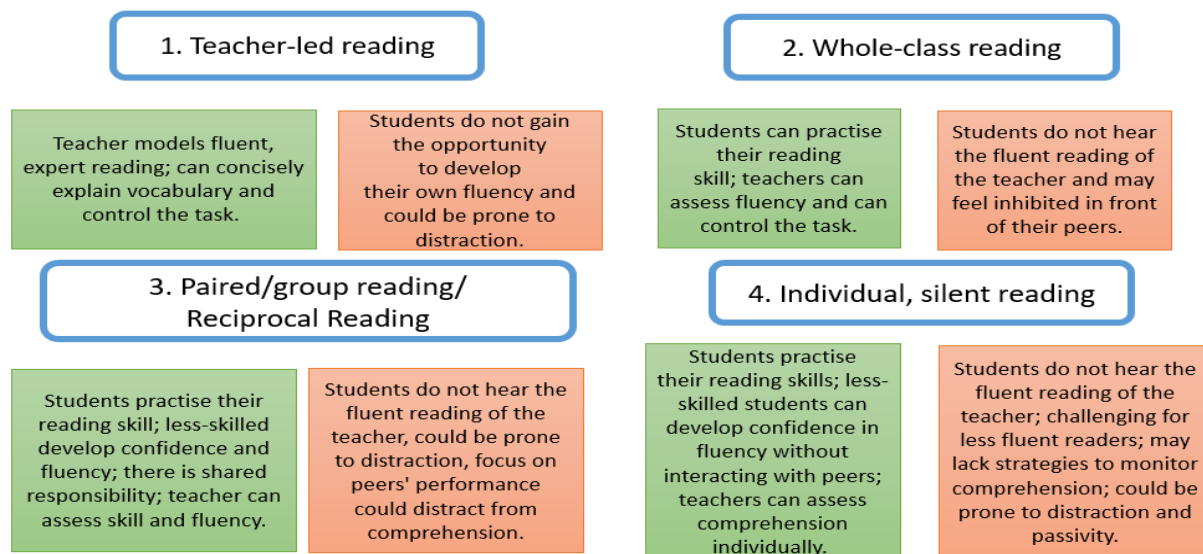 1. Teacher-led reading
Teacher models fluent,
expert reading; can concisely
explain vocabulary and
control the task.
Students do not gain
the opportunity
to develop
their own fluency and
could be prone to
distraction.
2. Whole-class reading
Students can practise
their reading
skill; teachers can
assess fluency and can
control the task.
Students do not hear
the fluent reading of
the teacher and may
feel inhibited in front
of their peers.
3. Paired/group reading/
Reciprocal Reading
Students practise their
reading skill; less-skilled
develop confidence and
fluency; there is shared
responsibility; teacher can
assess skill and fluency.
Students do not hear the
fluent reading of the
teacher, could be prone
to distraction, focus on
peers' performance
could distract from
comprehension.
4. Individual, silent reading
Students practise
their reading skills; less-
skilled students can
develop confidence in
fluency without
interacting with peers;
teachers can assess
comprehension
individually.
Students do not hear the
fluent reading of the
teacher; challenging for
less fluent readers; may
lack strategies to monitor
comprehension; could be
prone to distraction and
passivity.